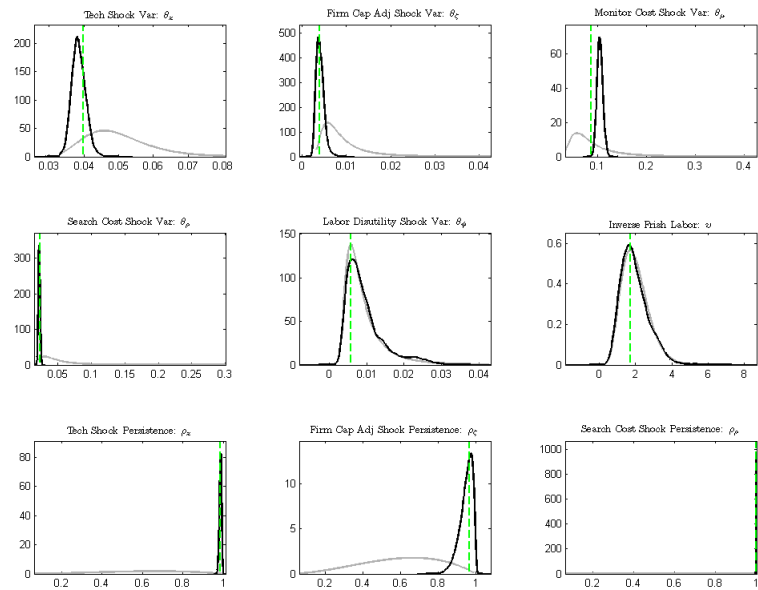 Tech Shock Var: θz
Firm Cap Adj Shock Var: θζ
Monitor Cost Shock Var: θμ
200
150
100
50
0
0.03 0.04 0.05 0.06 0.07 0.08
500
400
300
200
100
0
0 0.01 0.02 0.03 0.04
60
40
20
0
0.1 0.2 0.3 0.4
Search Cost Shock Var: θρ
Labor Disutility Shock Var: θψ
Inverse Frish Labor: υ
300
200
100
0
0.05 0.1 0.15 0.2 0.25 0.3
150
100
50
0
0 0.01 0.02 0.03 0.04
0.6
0.4
0.2
0
0 2 4 6 8
Tech Shock Persistence: ρz
Firm Cap Adj Shock Persistence: ρζ
Search Cost Shock Persistence: ρρ
80
60
40
20
0
0.2 0.4 0.6 0.8 1
10
5
0
0.2 0.4 0.6 0.8 1
1000
800
600
400
200
0
0.2 0.4 0.6 0.8 1